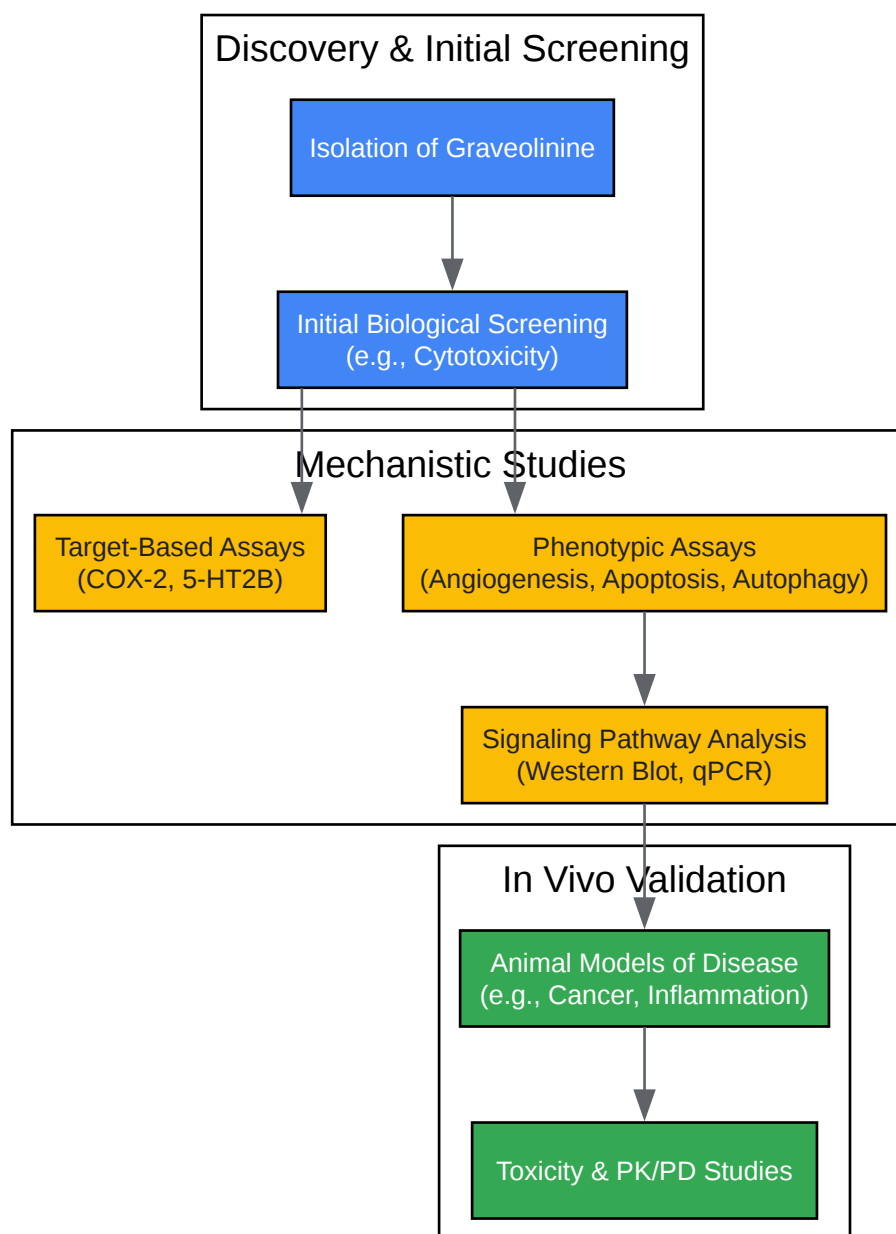 Discovery & Initial Screening
Isolation of Graveolinine
Initial Biological Screening
(e.g., Cytotoxicity)
Mechanistic Studies
Target-Based Assays
(COX-2, 5-HT2B)
Phenotypic Assays
(Angiogenesis, Apoptosis, Autophagy)
Signaling Pathway Analysis
(Western Blot, qPCR)
In Vivo Validation
Animal Models of Disease
(e.g., Cancer, Inflammation)
Toxicity & PK/PD Studies